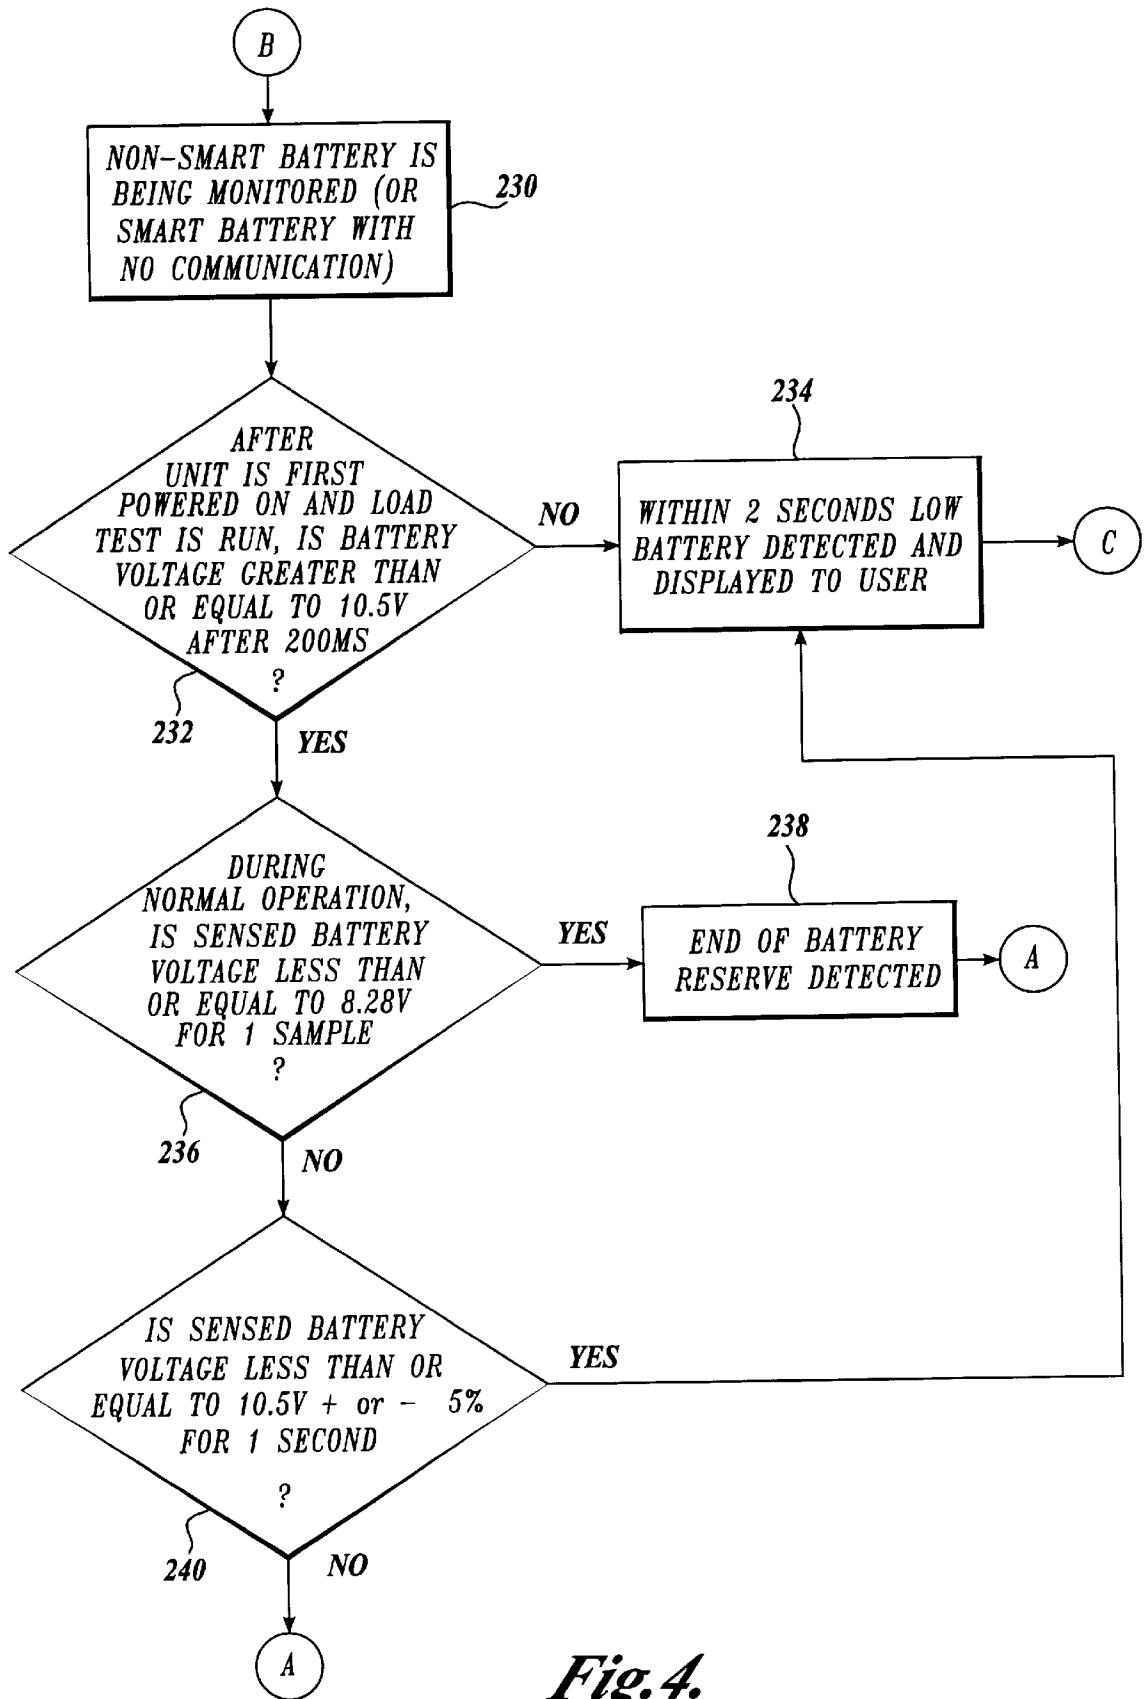 B
NON-SMART BATTERY IS
BEING MONITORED (OR
SMART BATTERY WITH
NO COMMUNICATION)
230
AFTER
UNIT IS FIRST
POWERED ON AND LOAD
TEST IS RUN, IS BATTERY
VOLTAGE GREATER THAN
OR EQUAL TO 10.5V
AFTER 200MS
?
232
NO
234
WITHIN 2 SECONDS LOW
BATTERY DETECTED AND
DISPLAYED TO USER
C
YES
DURING
NORMAL OPERATION,
IS SENSED BATTERY
VOLTAGE LESS THAN
OR EQUAL TO 8.28V
FOR 1 SAMPLE
?
236
YES
238
END OF BATTERY
RESERVE DETECTED
A
NO
IS SENSED BATTERY
VOLTAGE LESS THAN OR
EQUAL TO 10.5V + or - 5%
FOR 1 SECOND
?
240
YES
NO
A
Fig.4.